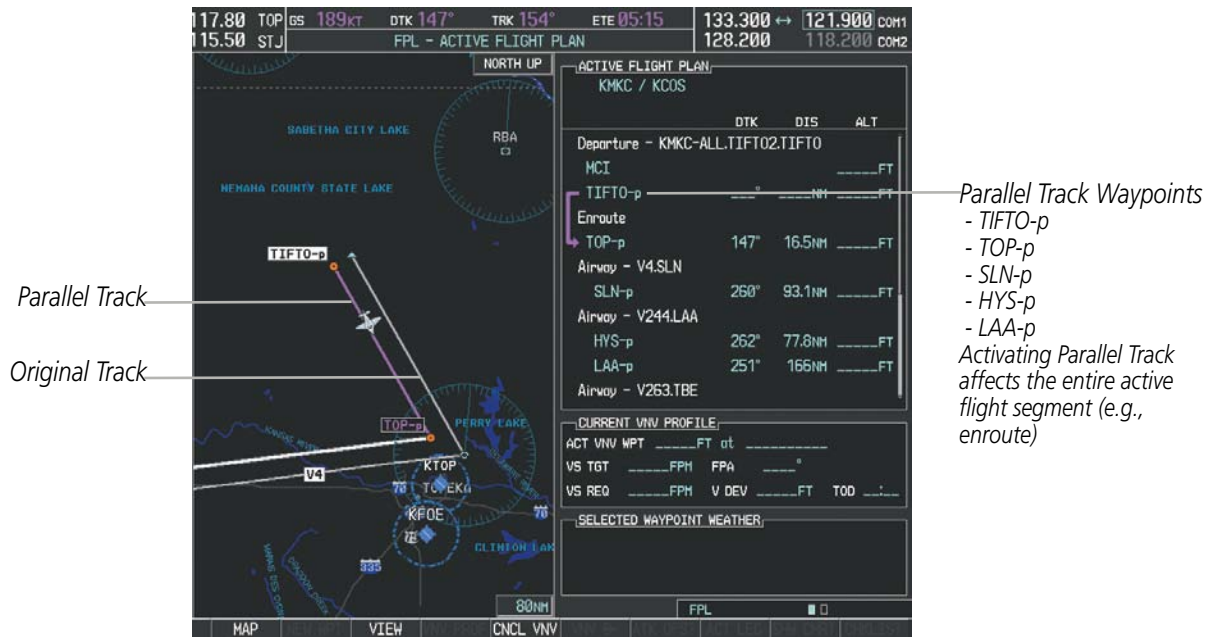 117.80 TOP GS 189KT DTK 147° TRK 154° ETE 05:15 133.300 ↔ 121.900 COM1
115.50 STJ FPL – ACTIVE FLIGHT PLAN 128.200 118.200 COM2
NORTH UP
SABETHA CITY LAKE
RBA
NEMAHA COUNTY STATE LAKE
TIFTO-p
TOP-p
PERRY LAKE
KANSAS RIVER
V4
KTOP
70
TOPEKA
KFOE
70
CLINTON LAK
335
80NM
ACTIVE FLIGHT PLAN
KMKC / KCOS
DTK DIS ALT
Departure – KMKC-ALL.TIFTO2.TIFTO
MCI _____FT
TIFTO-p ___° ____NM _____FT
Enroute
TOP-p 147° 16.5NM _____FT
Airway – V4.SLN
SLN-p 260° 93.1NM _____FT
Airway – V244.LAA
HYS-p 262° 77.8NM _____FT
LAA-p 251° 166NM _____FT
Airway – V263.TBE
CURRENT VNV PROFILE
ACT VNV WPT _____FT at __________
VS TGT _____FPM FPA ____°
VS REQ _____FPM V DEV _____FT TOD __:__
SELECTED WAYPOINT WEATHER
FPL
MAP VIEW CNCL VNV
Parallel Track
Original Track
Parallel Track Waypoints
- TIFTO-p
- TOP-p
- SLN-p
- HYS-p
- LAA-p
Activating Parallel Track
affects the entire active
flight segment (e.g.,
enroute)